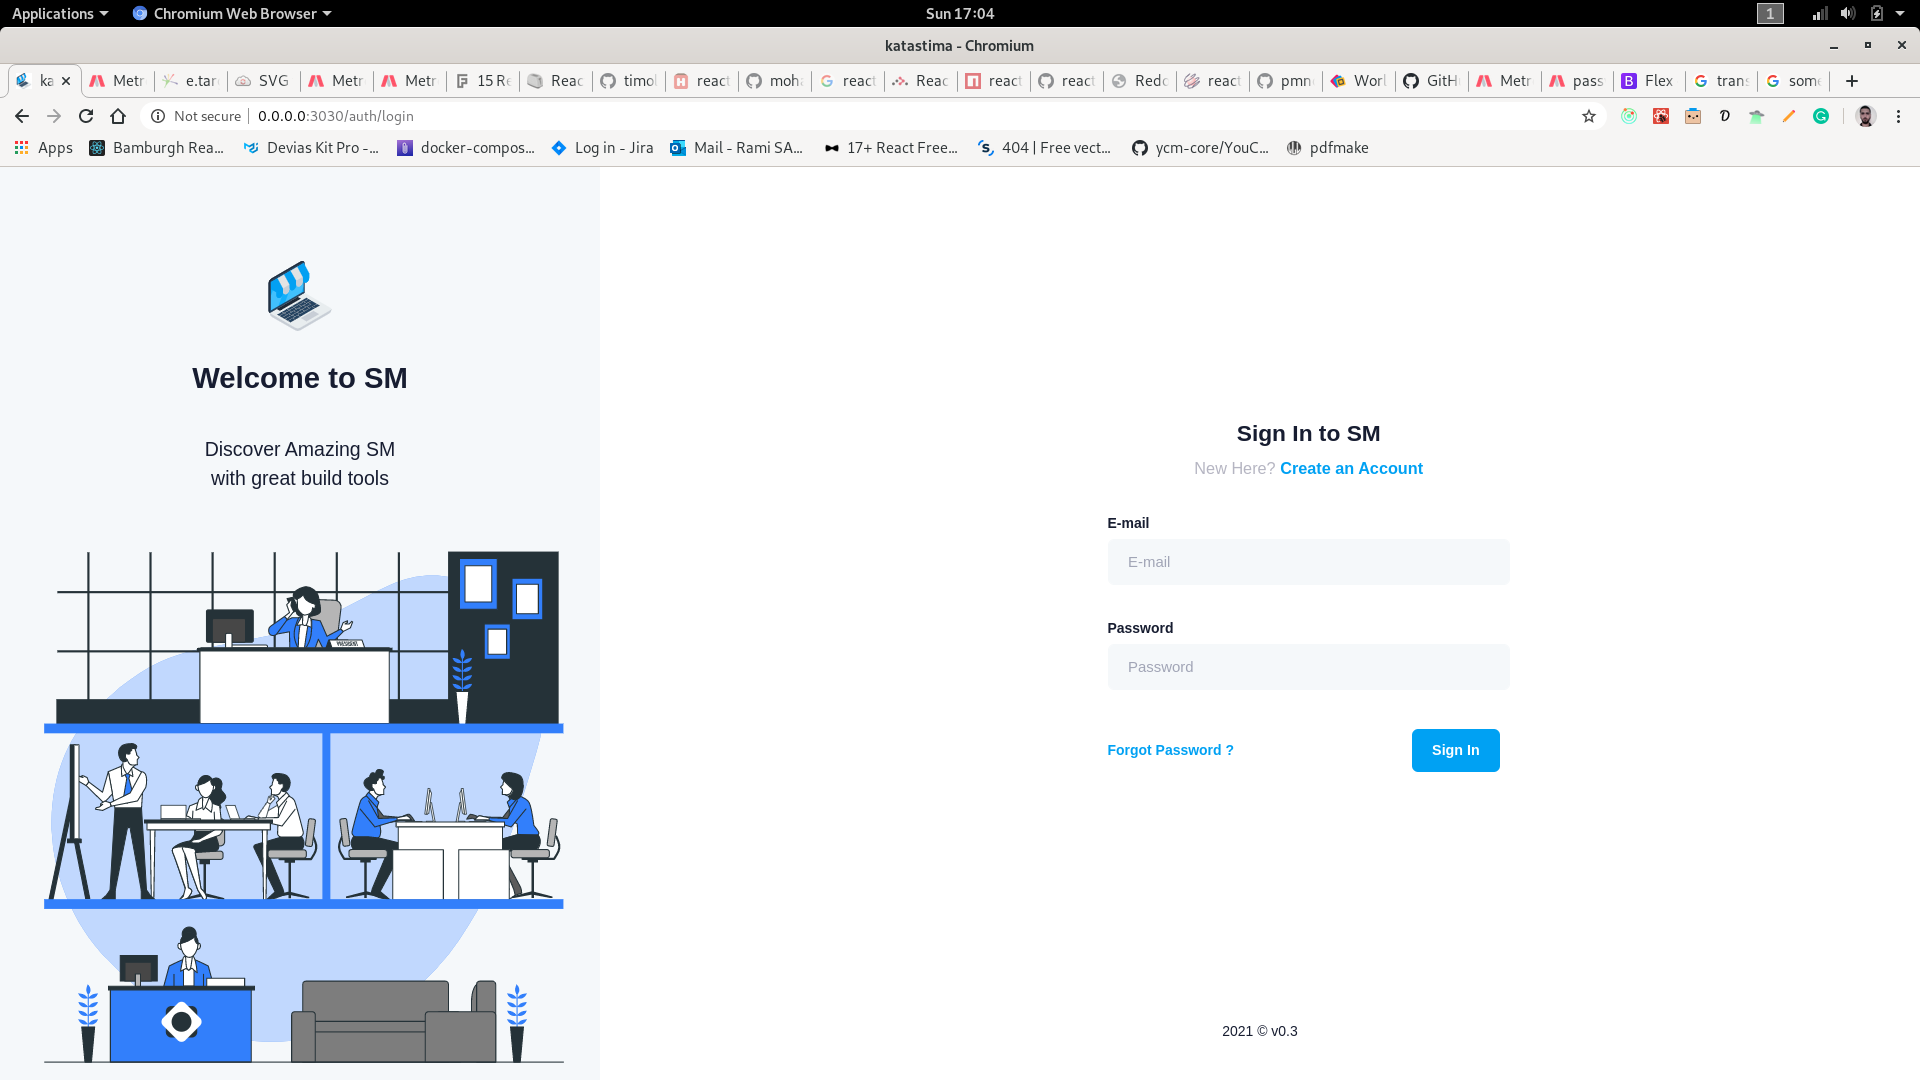 Applications Chromium Web Browser Sun 17:04 1
katastima - Chromium
ka Metr e.tar SVG Metr Metr 15 Re Reac timol react moha react Reac react react Redo react pmn Worl GitH Metr pass Flex tran som
Not secure 0.0.0.0:3030/auth/login
Apps Bamburgh Rea... Devias Kit Pro -... docker-compos... Log in - Jira Mail - Rami SA... 17+ React Free... 404 | Free vect... ycm-core/YouC... pdfmake
Welcome to SM
Discover Amazing SM
with great build tools
PRESIDENT
Sign In to SM
New Here? Create an Account
E-mail
E-mail
Password
Password
Forgot Password ? Sign In
2021 © v0.3